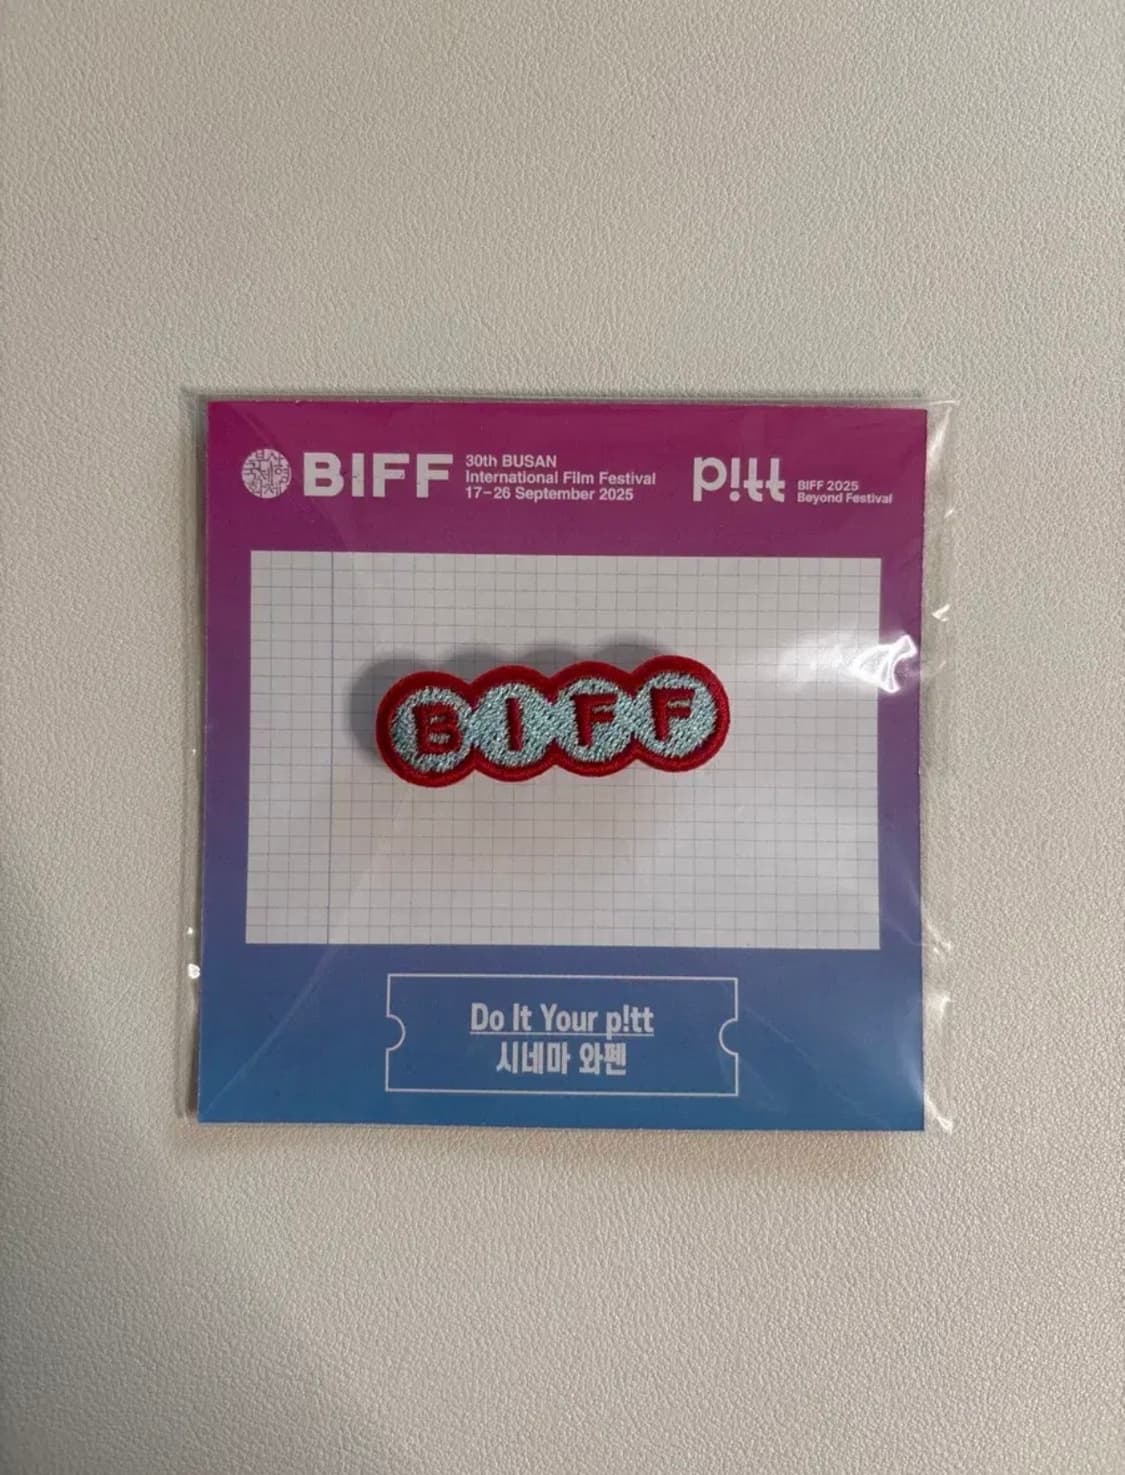 BIFF
30th BUSAN
International Film Festival
17–26 September 2025
p!tt
BIFF 2025
Beyond Festival
BIFF
Do It Your p!tt
시네마 와펜